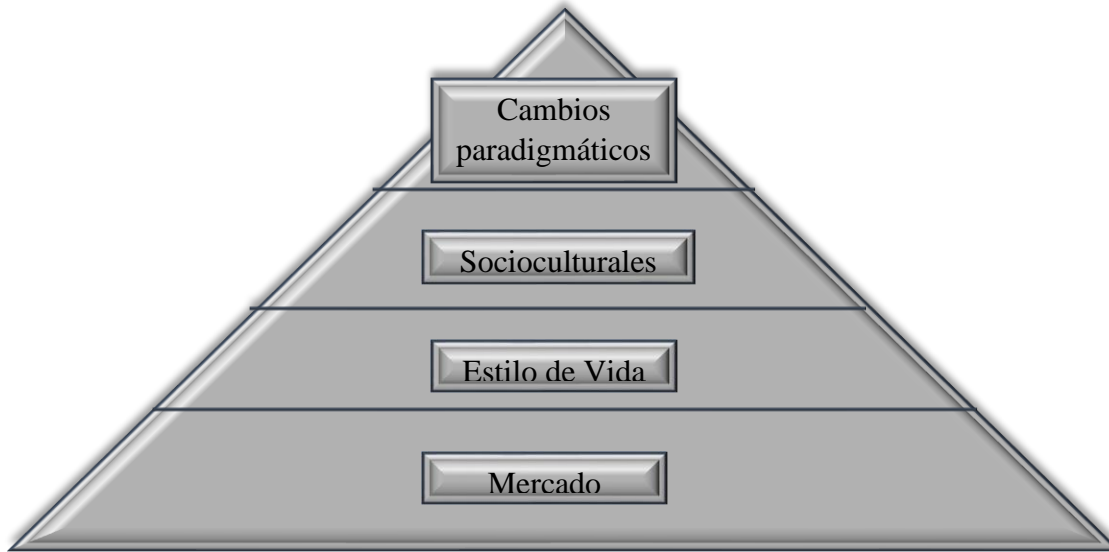 Cambios
paradigmáticos
Socioculturales
Estilo de Vida
Mercado